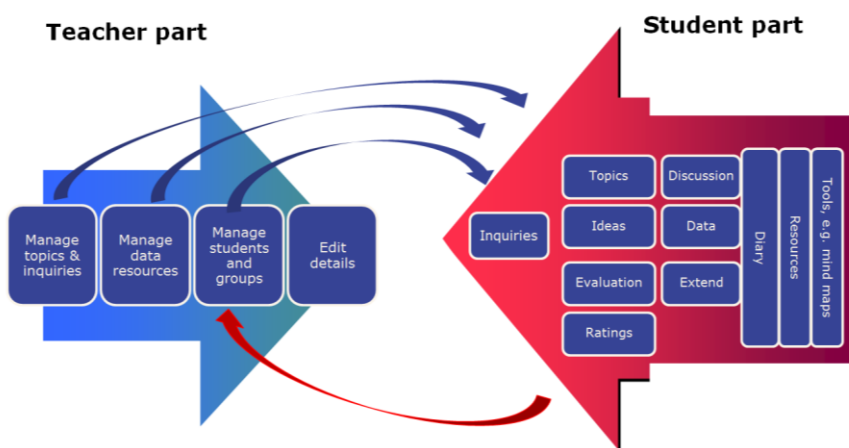 Teacher part
Student part
Manage
topics &
inquiries
Manage
data
resources
Manage
students
and
groups
Edit
details
Inquiries
Topics
Discussion
Ideas
Data
Evaluation
Extend
Ratings
Diary
Resources
Tools, e.g. mind maps